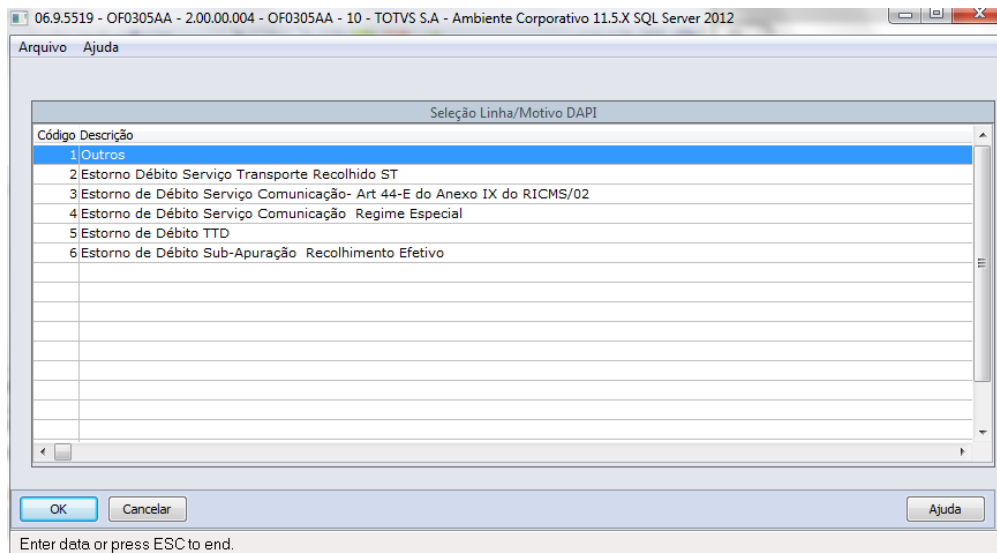 06.9.5519 - OF0305AA - 2.00.00.004 - OF0305AA - 10 - TOTVS S.A - Ambiente Corporativo 11.5.X SQL Server 2012
Arquivo Ajuda
Seleção Linha/Motivo DAPI
Código Descrição
1 Outros
2 Estorno Débito Serviço Transporte Recolhido ST
3 Estorno de Débito Serviço Comunicação- Art 44-E do Anexo IX do RICMS/02
4 Estorno de Débito Serviço Comunicação  Regime Especial
5 Estorno de Débito TTD
6 Estorno de Débito Sub-Apuração  Recolhimento Efetivo
OK Cancelar Ajuda
Enter data or press ESC to end.